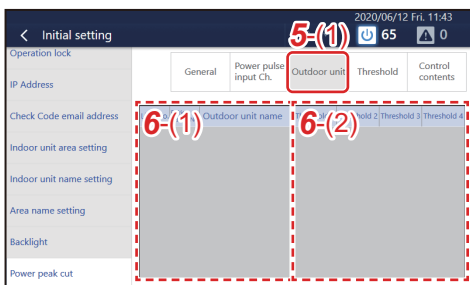 2020/06/12 Fri. 11:43
Initial setting
5-(1)
65
0
Operation lock
IP Address
Check Code email address
Indoor unit area setting
Indoor unit name setting
Area name setting
Backlight
Power peak cut
General
Power pulse
input Ch.
Outdoor unit
Threshold
Control
contents
6-(1)
Outdoor unit name
6-(2)
Threshold 3
Threshold 4